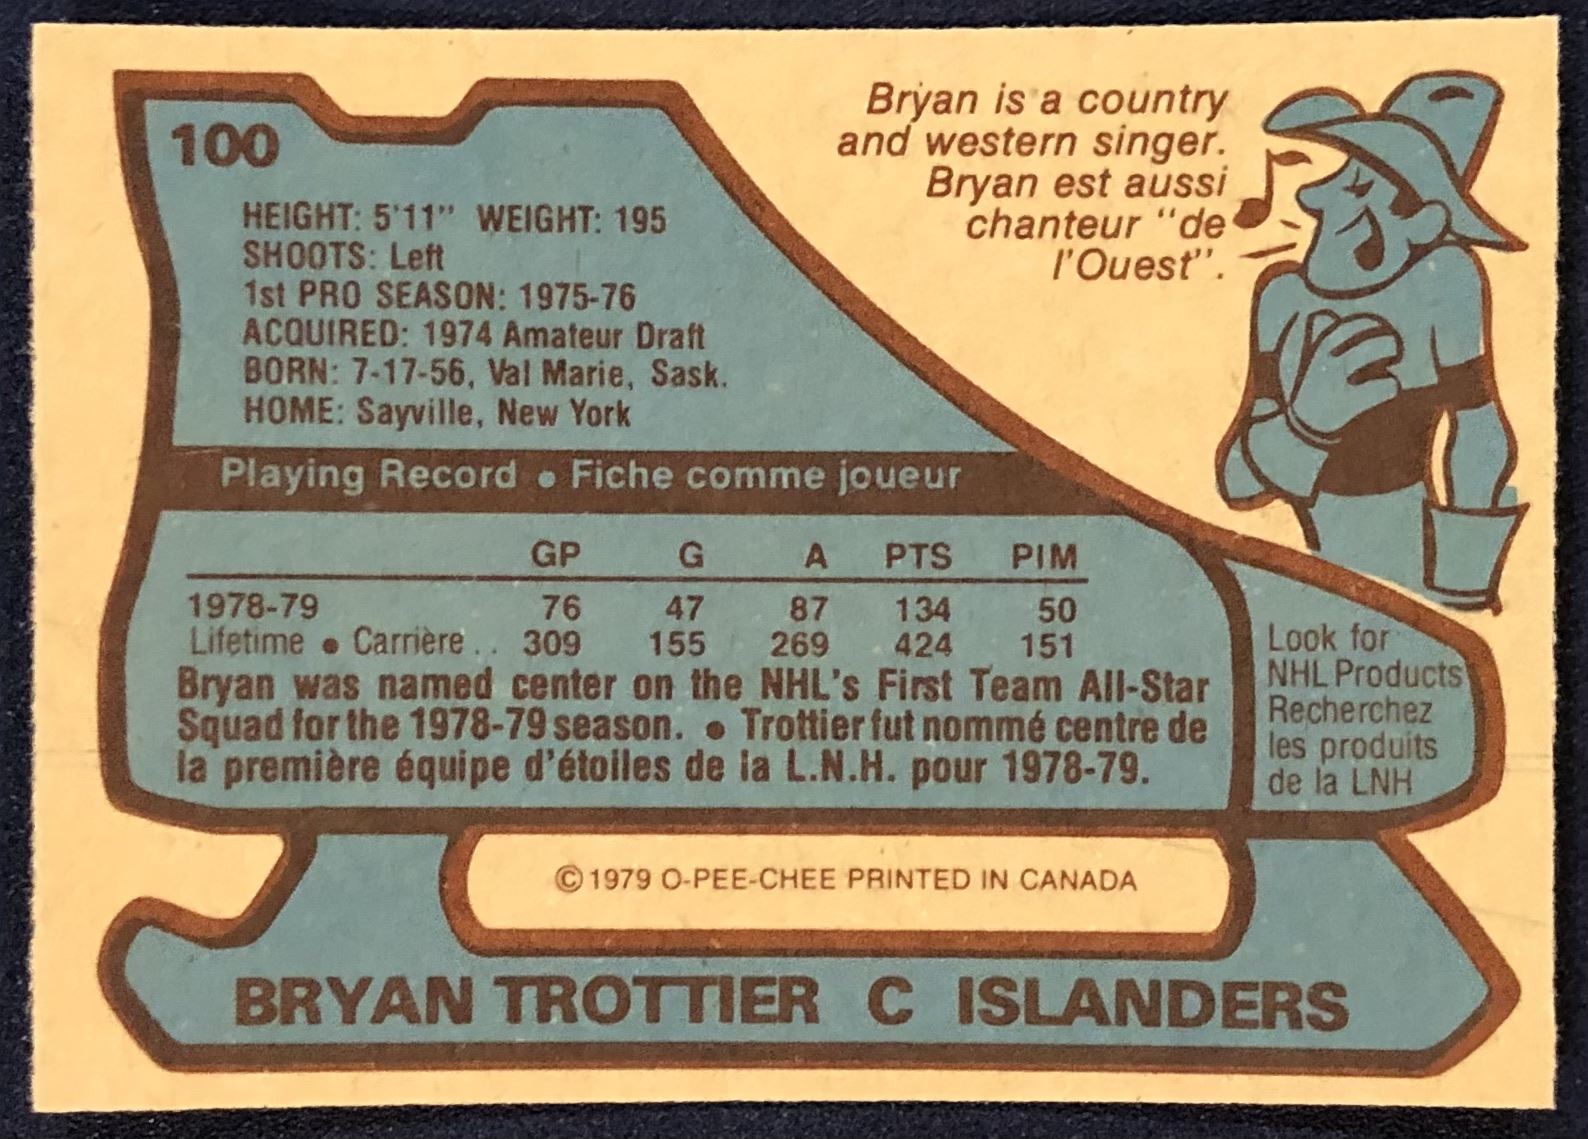 100
Bryan is a country
and western singer.
Bryan est aussi
chanteur "de
l'Ouest".
HEIGHT: 5'11" WEIGHT: 195
SHOOTS: Left
1st PRO SEASON: 1975-76
ACQUIRED: 1974 Amateur Draft
BORN: 7-17-56, Val Marie, Sask.
HOME: Sayville, New York
Playing Record • Fiche comme joueur
GP G A PTS PIM
1978-79 76 47 87 134 50
Lifetime • Carrière .. 309 155 269 424 151
Bryan was named center on the NHL's First Team All-Star
Squad for the 1978-79 season. • Trottier fut nommé centre de
la première équipe d'étoiles de la L.N.H. pour 1978-79.
Look for
NHL Products
Recherchez
les produits
de la LNH
© 1979 O-PEE-CHEE PRINTED IN CANADA
BRYAN TROTTIER C ISLANDERS